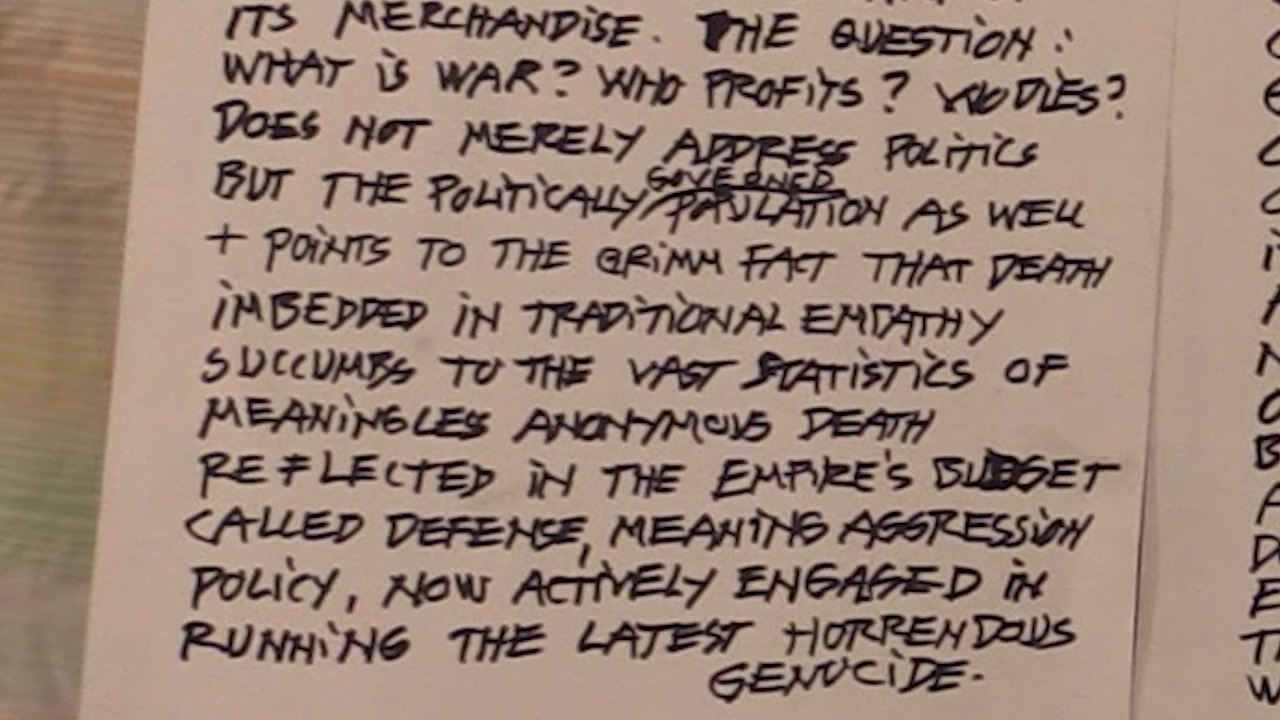 ITS MERCHANDISE. THE QUESTION:
WHAT IS WAR? WHO PROFITS? WHO DIES?
DOES NOT MERELY ADDRESS POLITICS
GOVERNED
BUT THE POLITICALLY/POPULATION AS WELL
+ POINTS TO THE GRIMM FACT THAT DEATH
IMBEDDED IN TRADITIONAL EMPATHY
SUCCUMBS TO THE VAST STATISTICS OF
MEANINGLESS ANONYMOUS DEATH
REFLECTED IN THE EMPIRE'S BUDGET
CALLED DEFENSE, MEANING AGGRESSION
POLICY, NOW ACTIVELY ENGAGED IN
RUNNING THE LATEST HORRENDOUS
GENOCIDE.